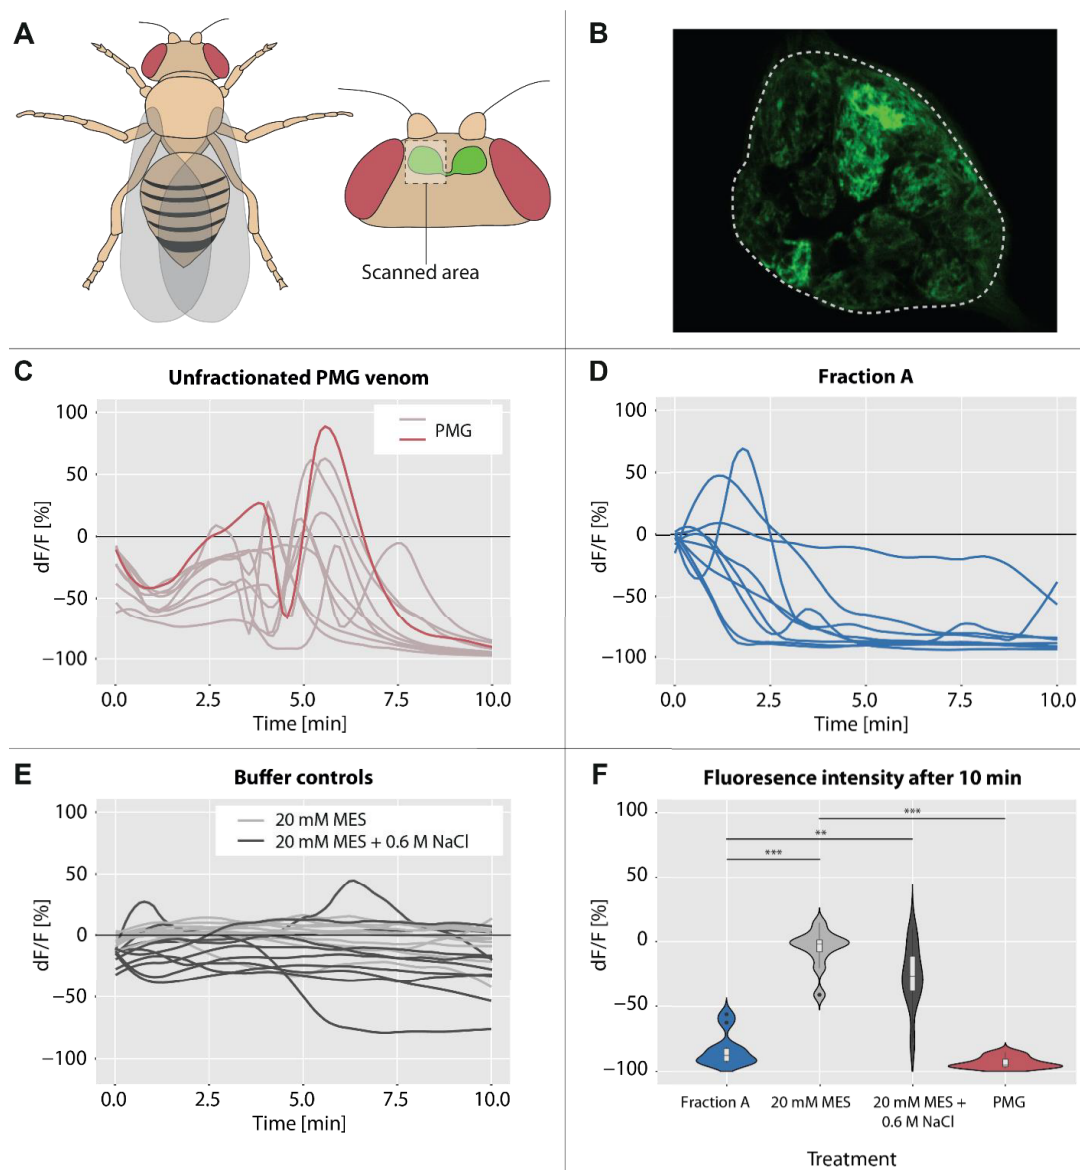 A
Scanned area
B
C
Unfractionated PMG venom
PMG
100
50
0
−50
−100
dF/F [%]
0.0 2.5 5.0 7.5 10.0
Time [min]
D
Fraction A
100
50
0
−50
−100
dF/F [%]
0.0 2.5 5.0 7.5 10.0
Time [min]
E
Buffer controls
20 mM MES
20 mM MES + 0.6 M NaCl
100
50
0
−50
−100
dF/F [%]
0.0 2.5 5.0 7.5 10.0
Time [min]
F
Fluoresence intensity after 10 min
***
**
***
100
50
0
−50
−100
dF/F [%]
Fraction A 20 mM MES 20 mM MES + PMG
0.6 M NaCl
Treatment